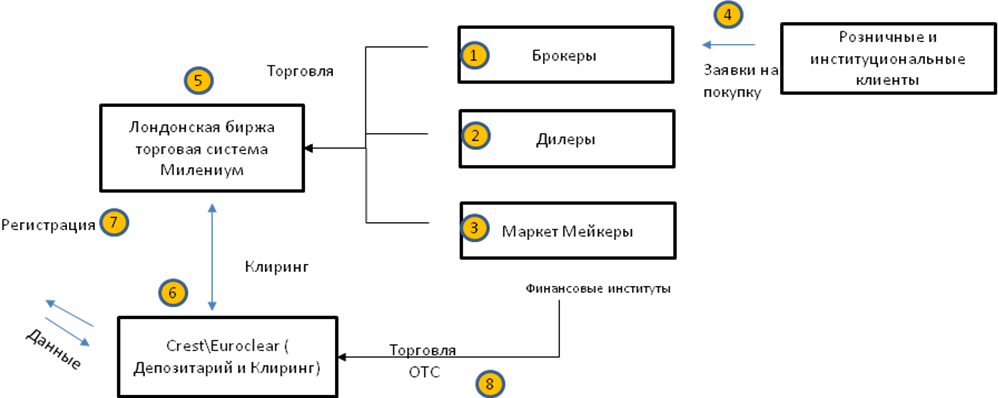 4
1
Брокеры
Розничные и
институциональные
клиенты
Торговля
Заявки на
покупку
5
Лондонская биржа
торговая система
Милениум
2
Дилеры
Регистрация
7
3
Маркет Мейкеры
Клиринг
6
Финансовые институты
Данные
Crest\Euroclear (
Депозитарий и Клиринг)
Торговля
ОТС
8